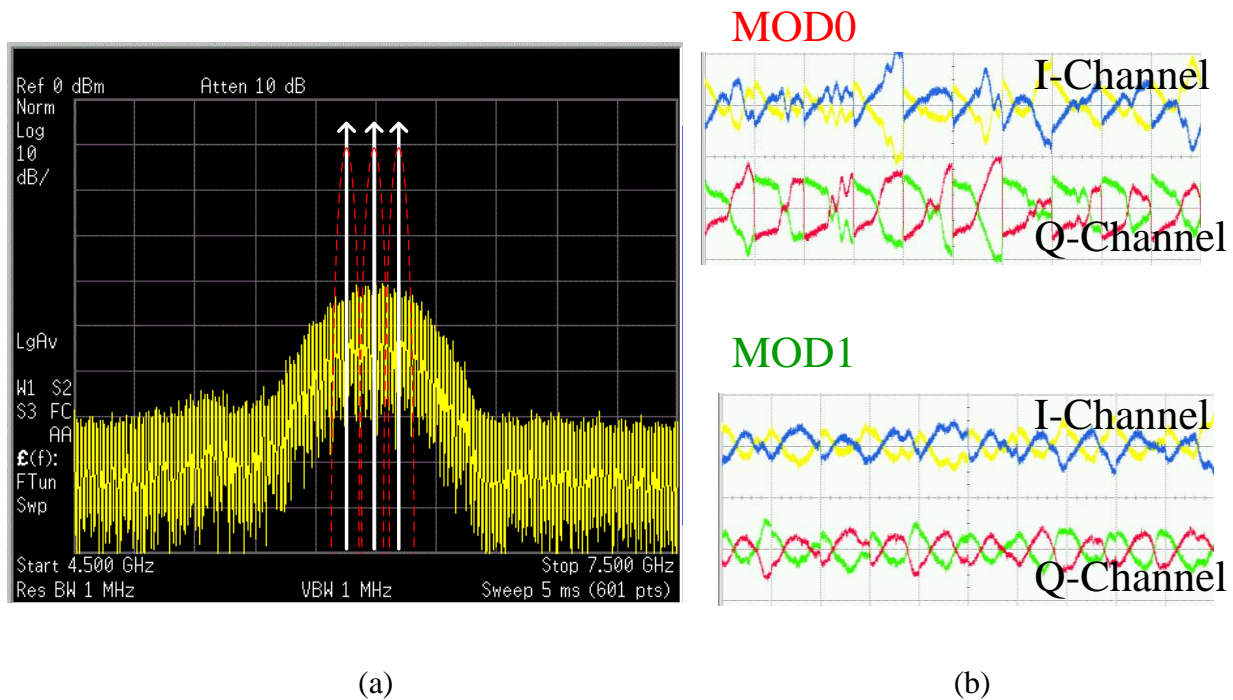 Ref 0 dBm Atten 10 dB
Norm
Log
10
dB/
LgAv
W1 S2
S3 FC
AA
£(f):
FTun
Swp
Start 4.500 GHz Stop 7.500 GHz
Res BW 1 MHz VBW 1 MHz Sweep 5 ms (601 pts)
(a)
MOD0
I-Channel
Q-Channel
MOD1
I-Channel
Q-Channel
(b)